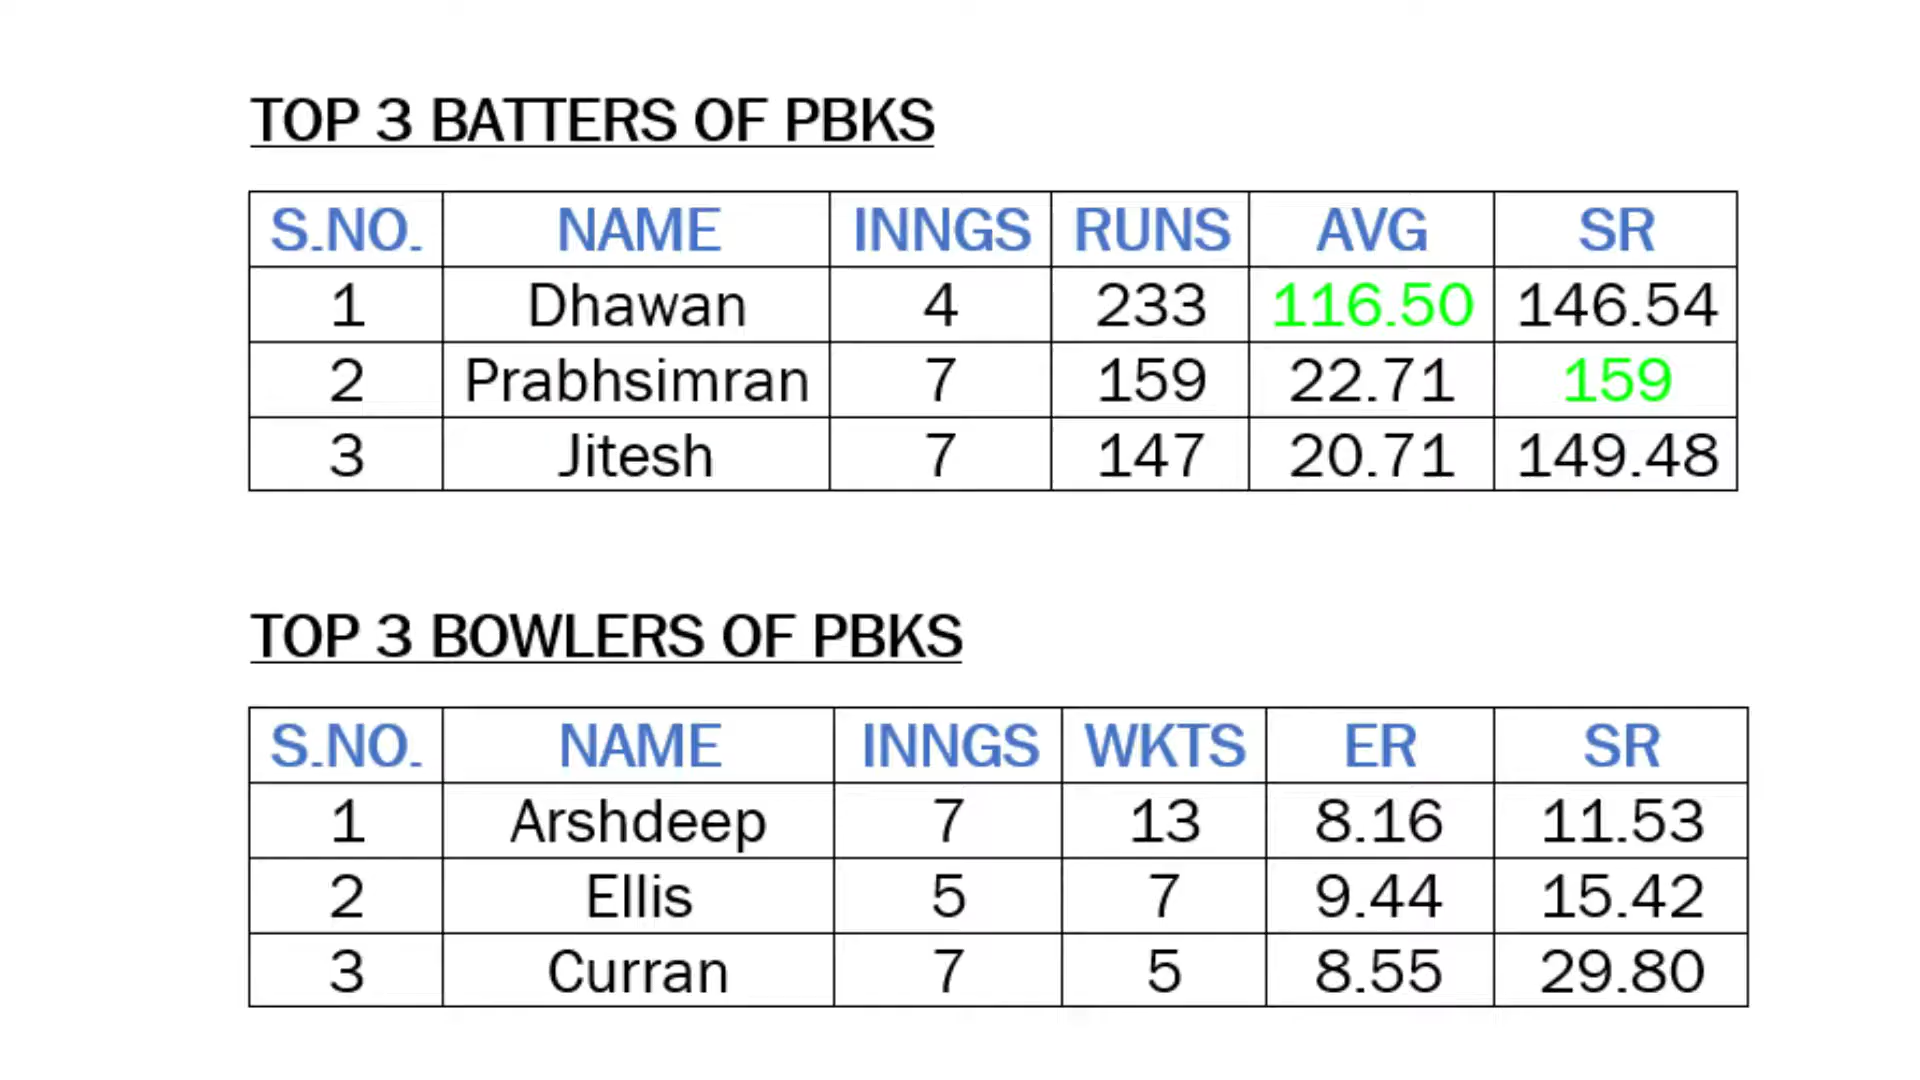 TOP 3 BATTERS OF PBKS
S.NO. NAME INNGS RUNS AVG SR
1 Dhawan 4 233 116.50 146.54
2 Prabhsimran 7 159 22.71 159
3 Jitesh 7 147 20.71 149.48
TOP 3 BOWLERS OF PBKS
S.NO. NAME INNGS WKTS ER SR
1 Arshdeep 7 13 8.16 11.53
2 Ellis 5 7 9.44 15.42
3 Curran 7 5 8.55 29.80